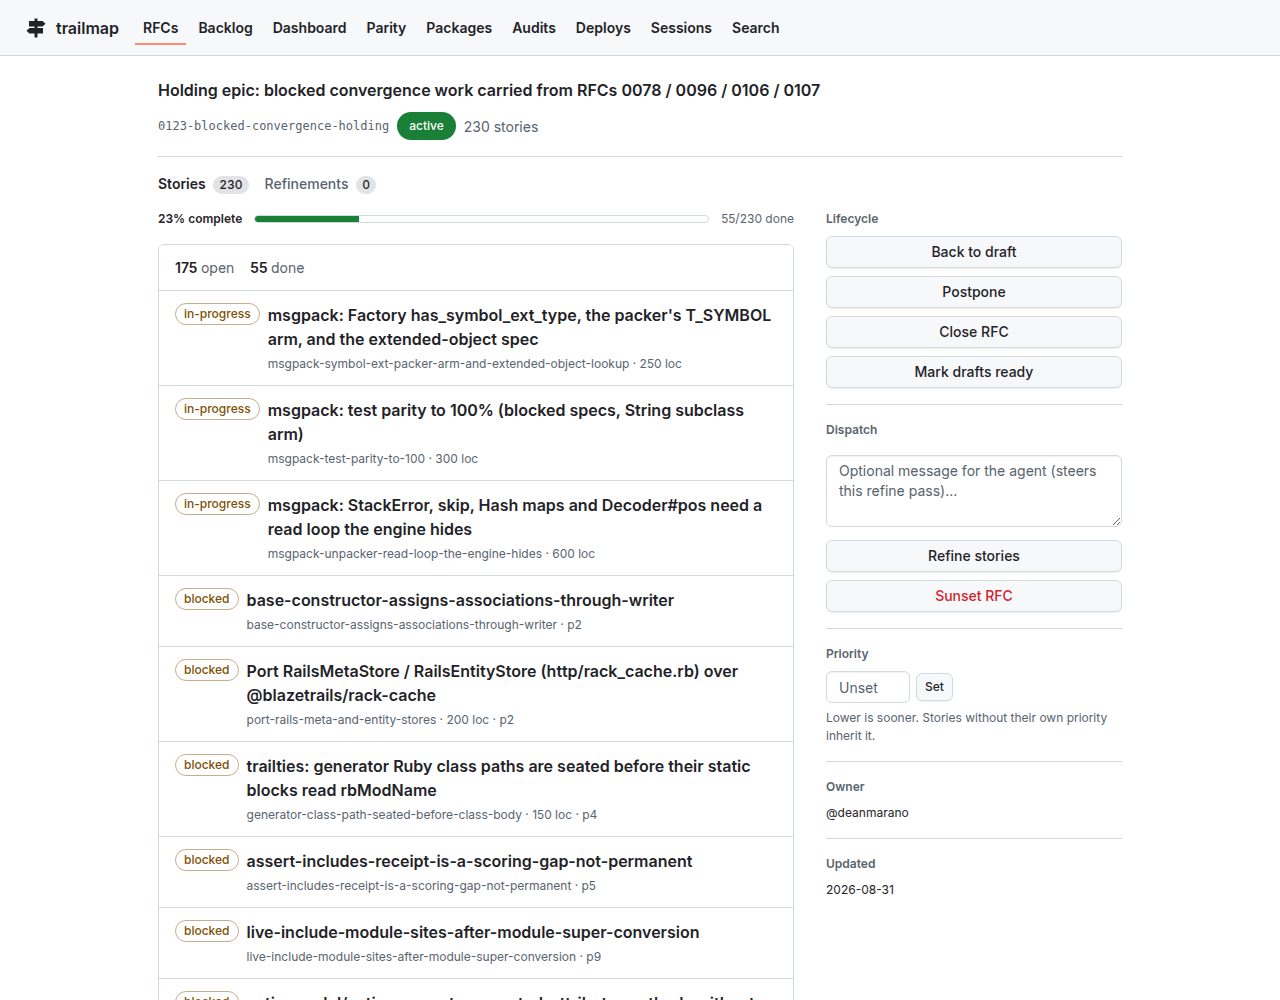 trailmap RFCs Backlog Dashboard Parity Packages Audits Deploys Sessions Search
Holding epic: blocked convergence work carried from RFCs 0078 / 0096 / 0106 / 0107
0123-blocked-convergence-holding active 230 stories
Stories 230 Refinements 0
23% complete 55/230 done
175 open 55 done
in-progress msgpack: Factory has_symbol_ext_type, the packer's T_SYMBOL
arm, and the extended-object spec
msgpack-symbol-ext-packer-arm-and-extended-object-lookup · 250 loc
in-progress msgpack: test parity to 100% (blocked specs, String subclass
arm)
msgpack-test-parity-to-100 · 300 loc
in-progress msgpack: StackError, skip, Hash maps and Decoder#pos need a
read loop the engine hides
msgpack-unpacker-read-loop-the-engine-hides · 600 loc
blocked base-constructor-assigns-associations-through-writer
base-constructor-assigns-associations-through-writer · p2
blocked Port RailsMetaStore / RailsEntityStore (http/rack_cache.rb) over
@blazetrails/rack-cache
port-rails-meta-and-entity-stores · 200 loc · p2
blocked trailties: generator Ruby class paths are seated before their static
blocks read rbModName
generator-class-path-seated-before-class-body · 150 loc · p4
blocked assert-includes-receipt-is-a-scoring-gap-not-permanent
assert-includes-receipt-is-a-scoring-gap-not-permanent · p5
blocked live-include-module-sites-after-module-super-conversion
live-include-module-sites-after-module-super-conversion · p9
Lifecycle
Back to draft
Postpone
Close RFC
Mark drafts ready
Dispatch
Optional message for the agent (steers
this refine pass)...
Refine stories
Sunset RFC
Priority
Unset Set
Lower is sooner. Stories without their own priority
inherit it.
Owner
@deanmarano
Updated
2026-08-31